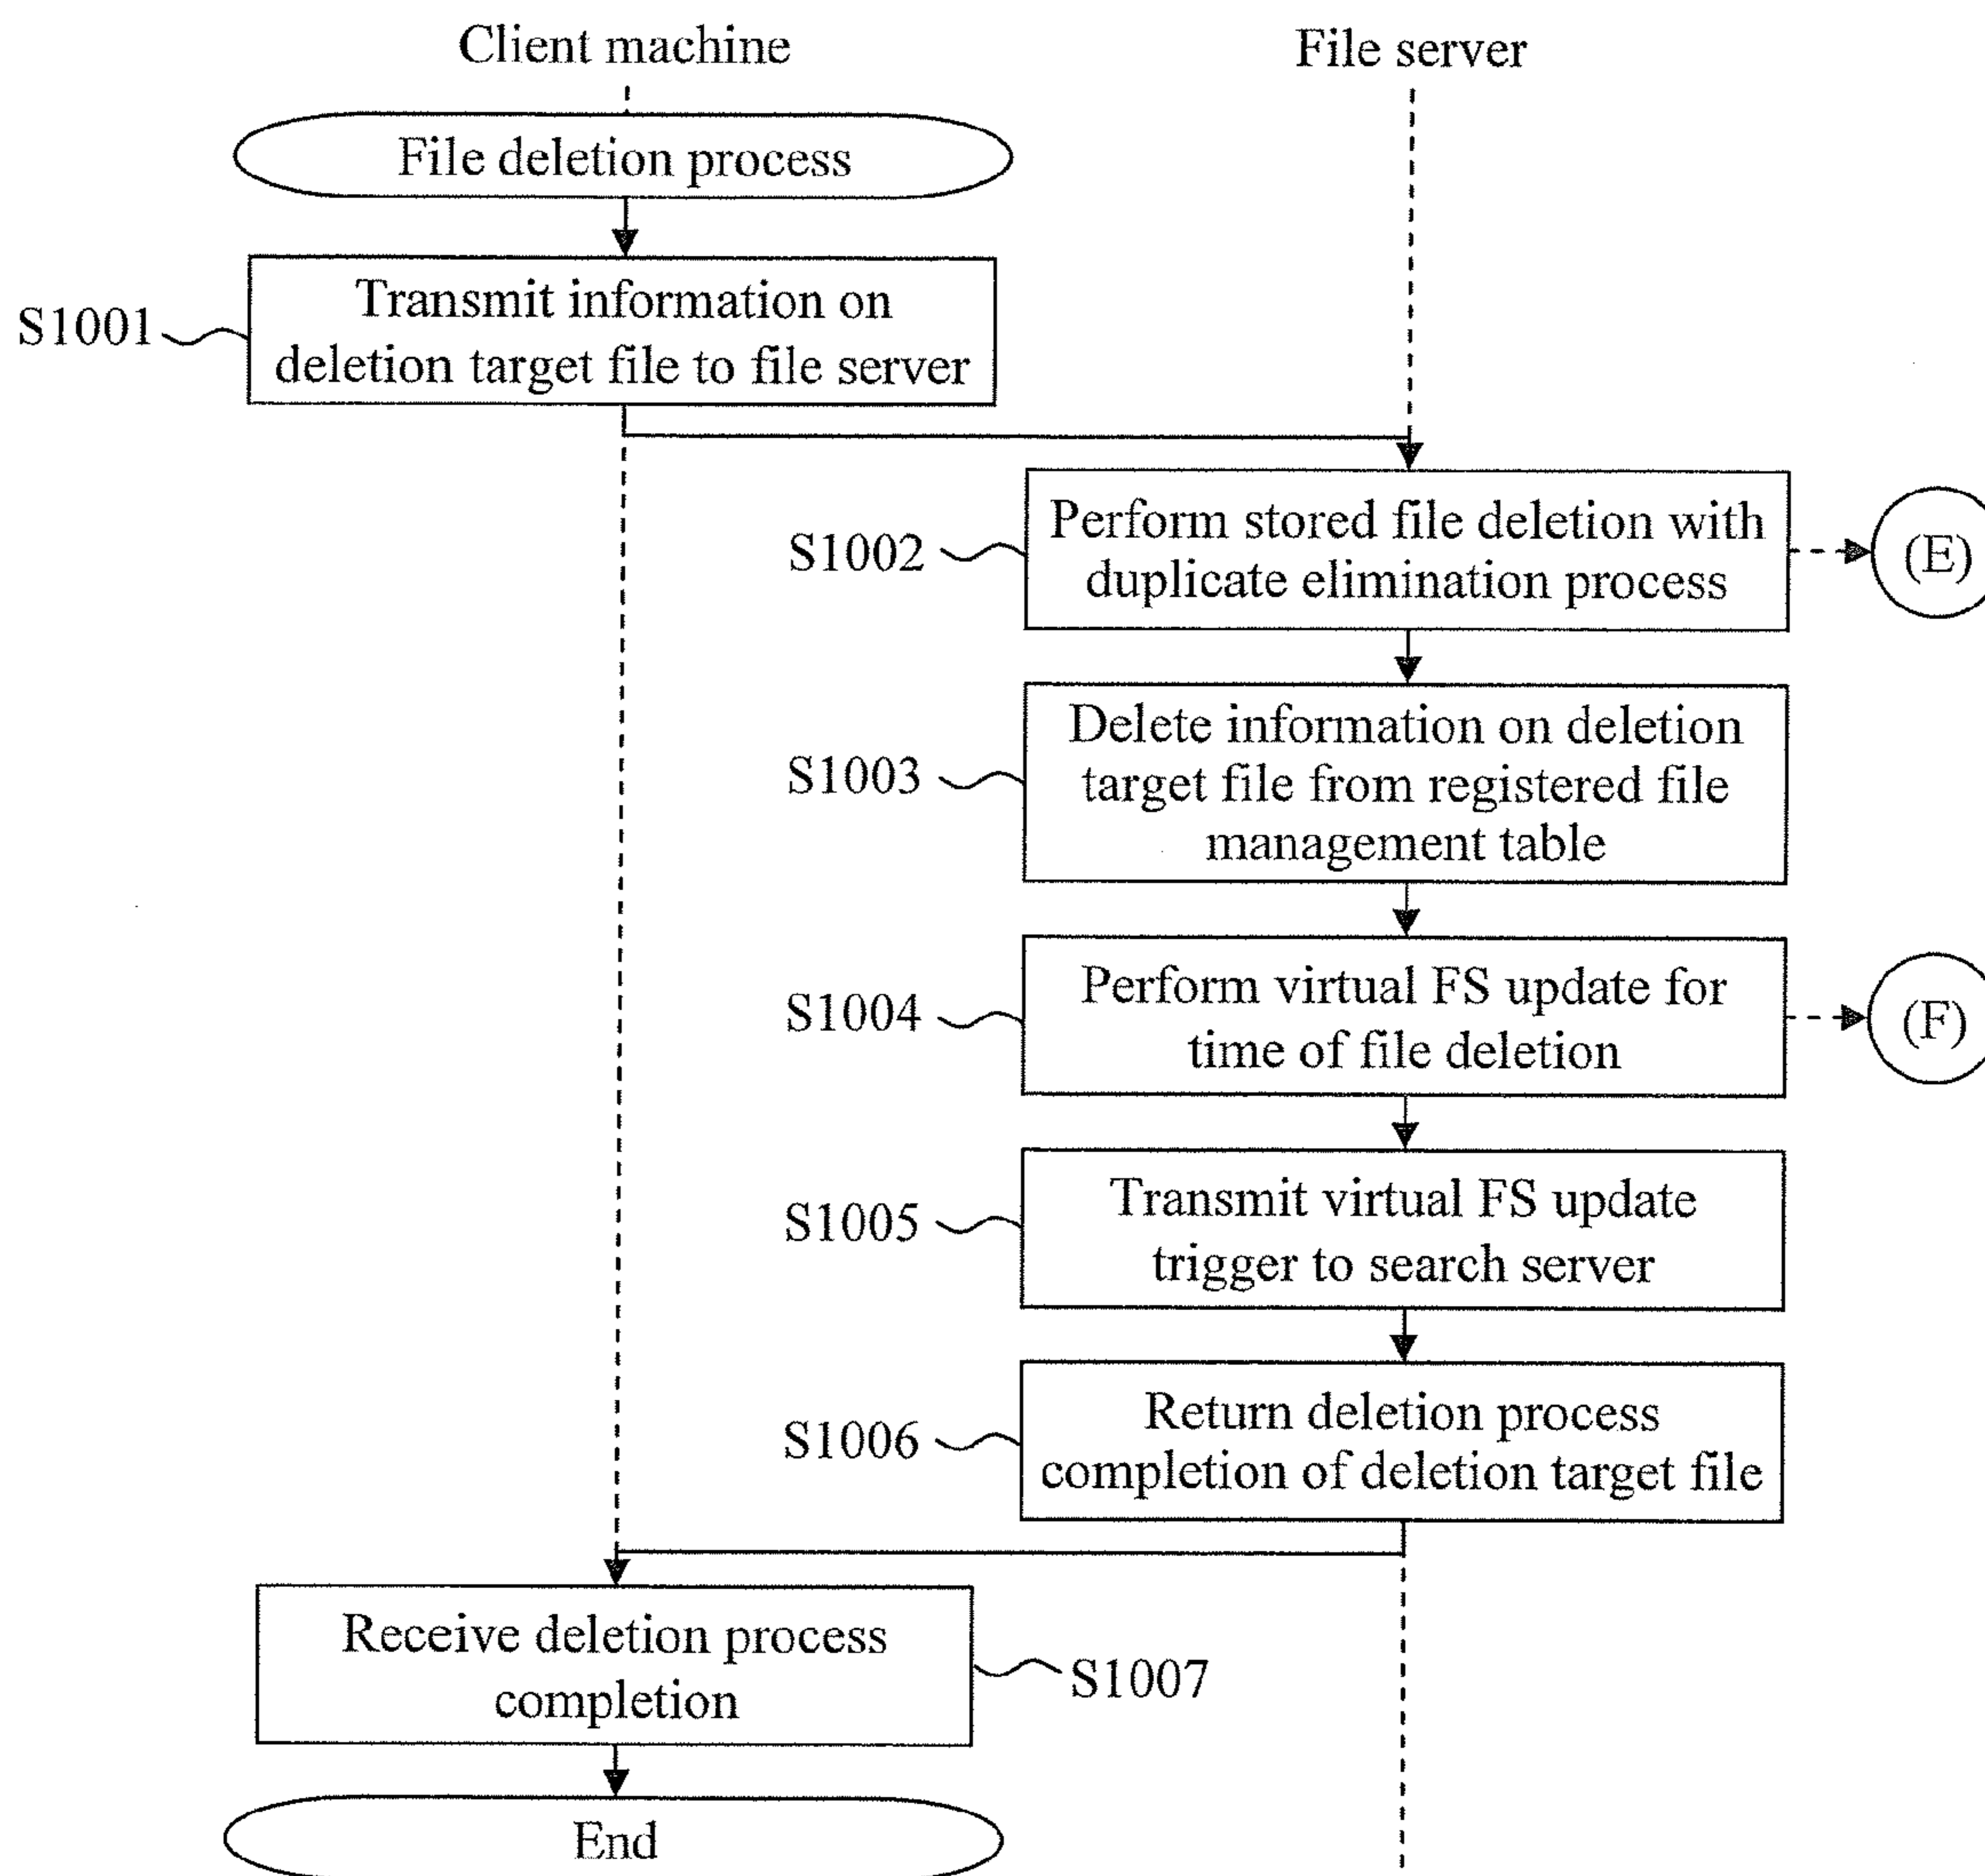 Client machine
File server
File deletion process
S1001
Transmit information on
deletion target file to file server
S1002
Perform stored file deletion with
duplicate elimination process
(E)
S1003
Delete information on deletion
target file from registered file
management table
S1004
Perform virtual FS update for
time of file deletion
(F)
S1005
Transmit virtual FS update
trigger to search server
S1006
Return deletion process
completion of deletion target file
Receive deletion process
completion
S1007
End